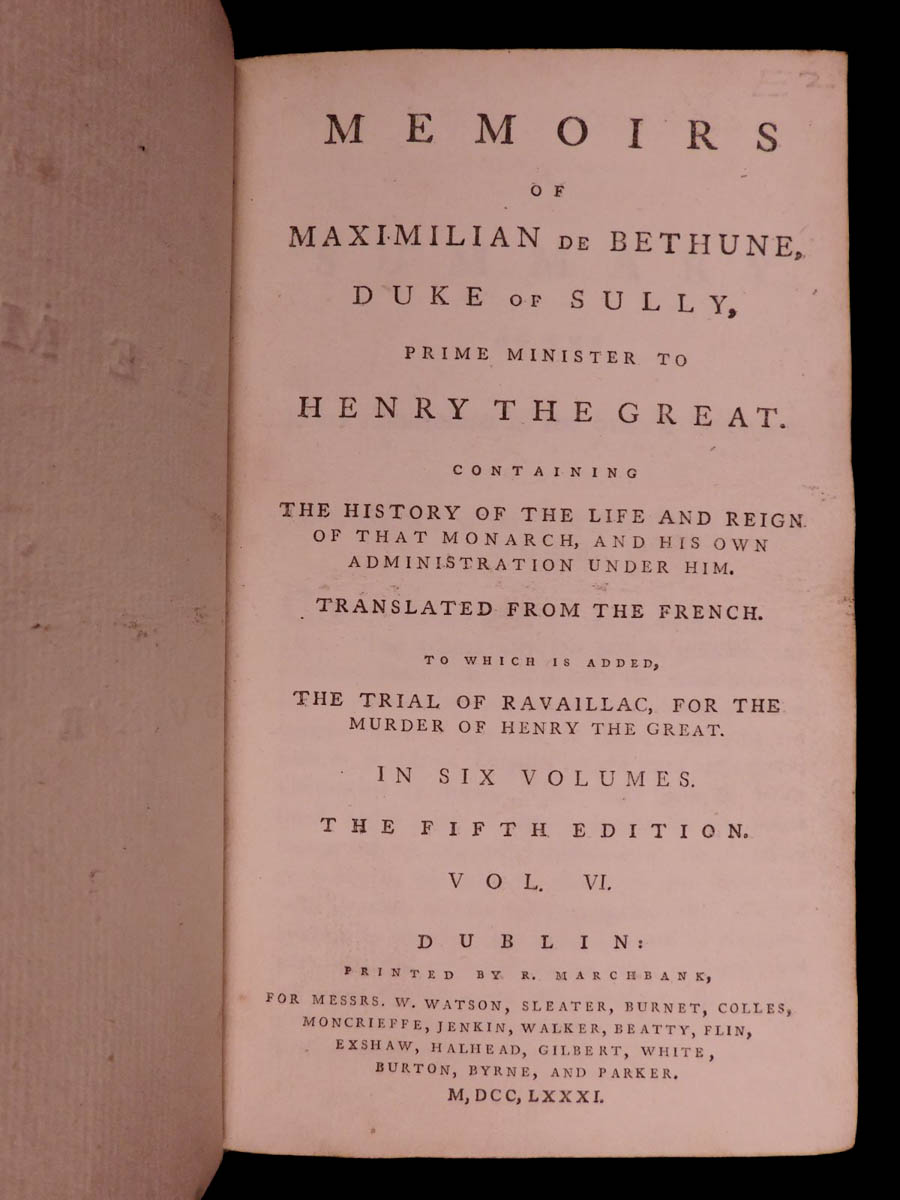 MEMOIRS
OF
MAXIMILIAN DE BETHUNE,
DUKE OF SULLY,
PRIME MINISTER TO
HENRY THE GREAT.
CONTAINING
THE HISTORY OF THE LIFE AND REIGN
OF THAT MONARCH, AND HIS OWN
ADMINISTRATION UNDER HIM.
TRANSLATED FROM THE FRENCH.
TO WHICH IS ADDED,
THE TRIAL OF RAVAILLAC, FOR THE
MURDER OF HENRY THE GREAT.
IN SIX VOLUMES.
THE FIFTH EDITION.
VOL. VI.
DUBLIN:
PRINTED BY R. MARCHBANK,
FOR MESSRS. W. WATSON, SLEATER, BURNET, COLLES,
MONCRIEFFE, JENKIN, WALKER, BEATTY, FLIN,
EXSHAW, HALHEAD, GILBERT, WHITE,
BURTON, BYRNE, AND PARKER.
M,DCC,LXXXI.